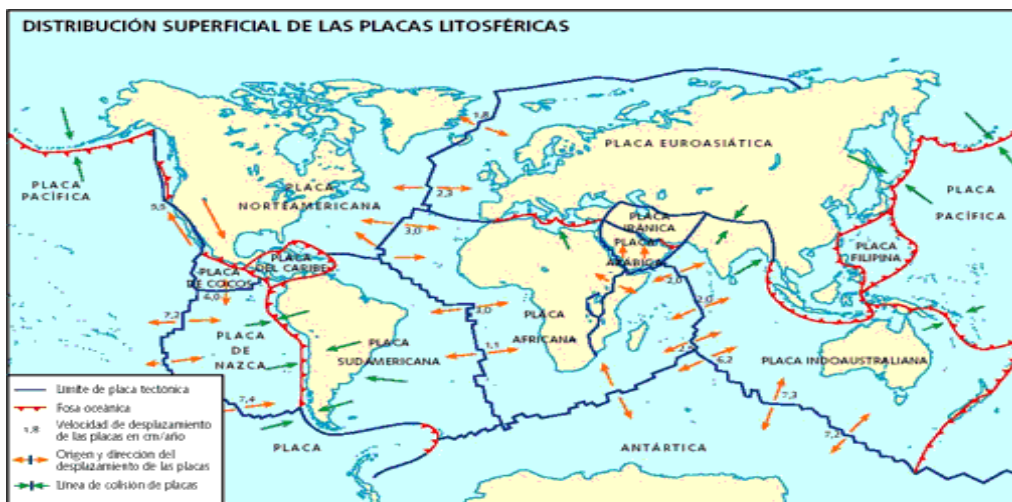 DISTRIBUCIÓN SUPERFICIAL DE LAS PLACAS LITOSFÉRICAS
1,8
PLACA EUROASIÁTICA
PLACA
PACÍFICA
PLACA
NORTEAMERICANA
2,3
PLACA
PACÍFICA
5,5
3,0
PLACA
IRÁNICA
PLACA
ARÁBIGA
PLACA
FILIPINA
PLACA
DEL CARIBE
PLACA
DE COCOS
6,0
2,0
2,0
7,2
3,0
PLACA
AFRICANA
PLACA
DE
NAZCA
PLACA
SUDAMERICANA
1,1
6,2
PLACA INDOAUSTRALIANA
7,4
7,3
7,2
PLACA
ANTÁRTICA
Límite de placa tectónica
Fosa oceánica
1,8
Velocidad de desplazamiento
de las placas en cm/año
Origen y dirección del
desplazamiento de las placas
Línea de colisión de placas